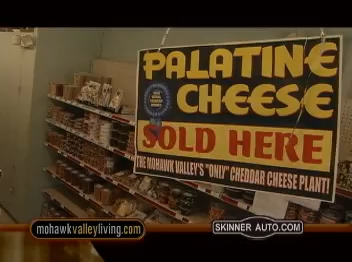 PALATINE
CHEESE
SOLD HERE
THE MOHAWK VALLEY'S "ONLY" CHEDDAR CHEESE PLANT!
mohawkvalleyliving.com
SKINNER AUTO.COM